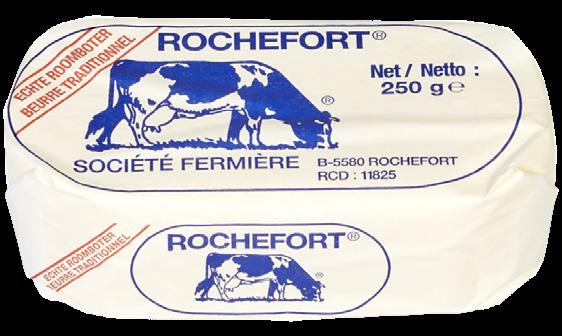 ECHTE ROOMBOTER
BEURRE TRADITIONNEL
ROCHEFORT®
Net / Netto :
250 g ℮
®
SOCIÉTÉ FERMIÈRE
B-5580 ROCHEFORT
RCD : 11825
ECHTE ROOMBOTER
BEURRE TRADITIONNEL
ROCHEFORT®
®